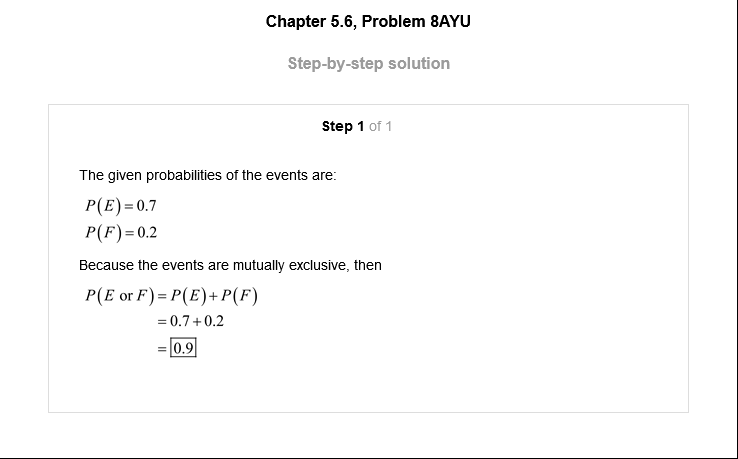 Chapter 5.6, Problem 8AYU
Step-by-step solution
Step 1 of 1
The given probabilities of the events are:
P(E)=0.7
P(F)=0.2
Because the events are mutually exclusive, then
P(E or F)=P(E)+P(F)
=0.7+0.2
=0.9